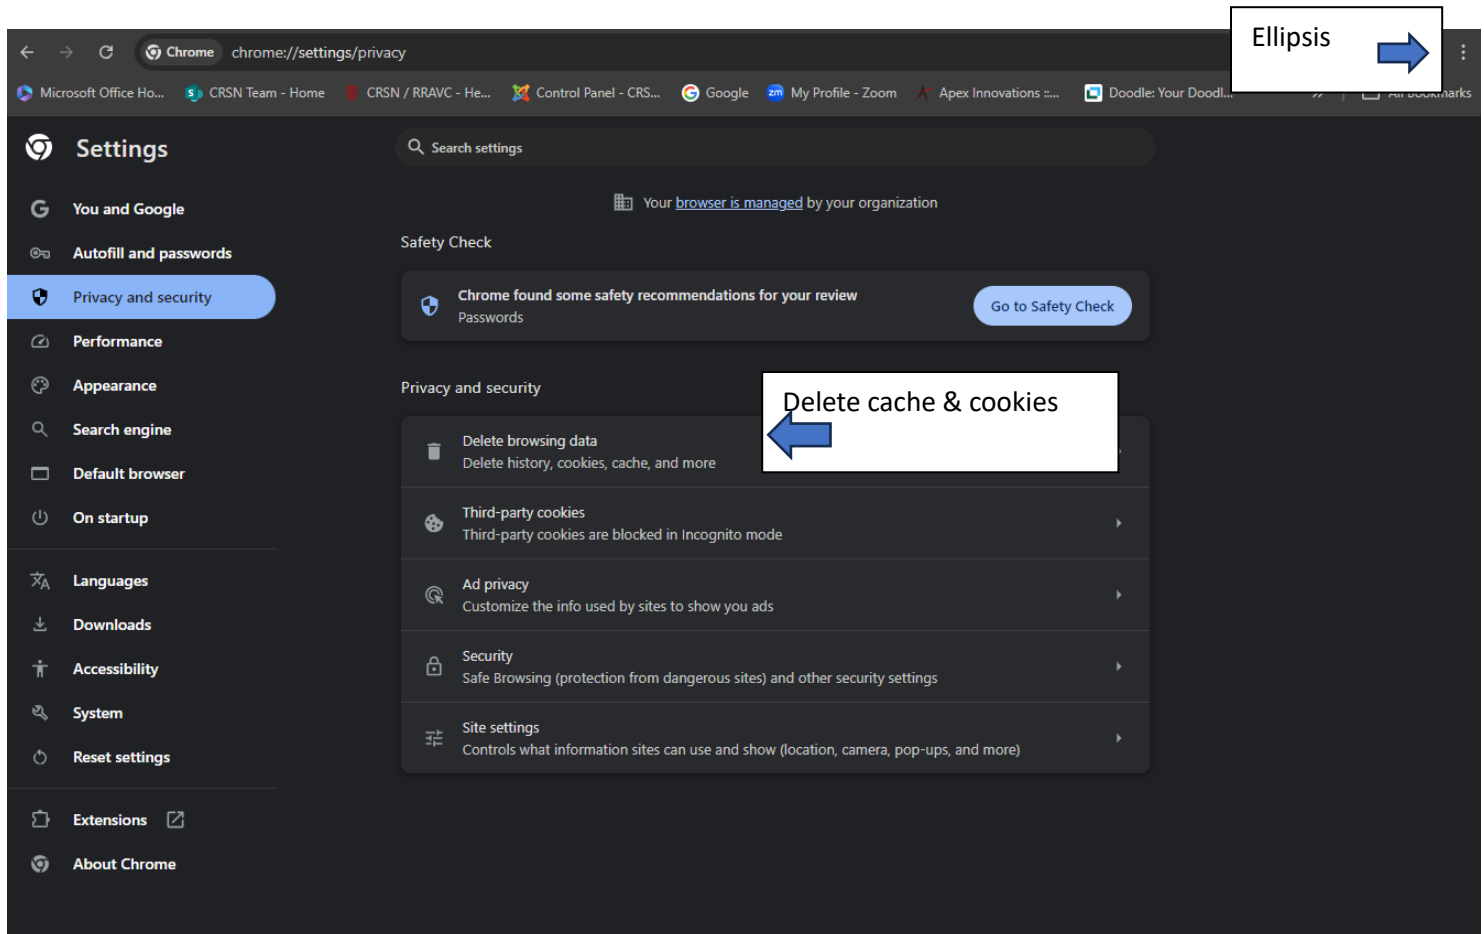 Ellipsis
Chrome chrome://settings/privacy
Microsoft Office Ho... CRSN Team - Home CRSN / RRAVC - He... Control Panel - CRS... Google zm My Profile - Zoom Apex Innovations ::... Doodle: Your Doodl... » All Bookmarks
Settings
Search settings
Your browser is managed by your organization
You and Google
Autofill and passwords
Privacy and security
Performance
Appearance
Search engine
Default browser
On startup
Languages
Downloads
Accessibility
System
Reset settings
Extensions
About Chrome
Safety Check
Chrome found some safety recommendations for your review
Passwords
Go to Safety Check
Privacy and security
Delete cache & cookies
Delete browsing data
Delete history, cookies, cache, and more
Third-party cookies
Third-party cookies are blocked in Incognito mode
Ad privacy
Customize the info used by sites to show you ads
Security
Safe Browsing (protection from dangerous sites) and other security settings
Site settings
Controls what information sites can use and show (location, camera, pop-ups, and more)